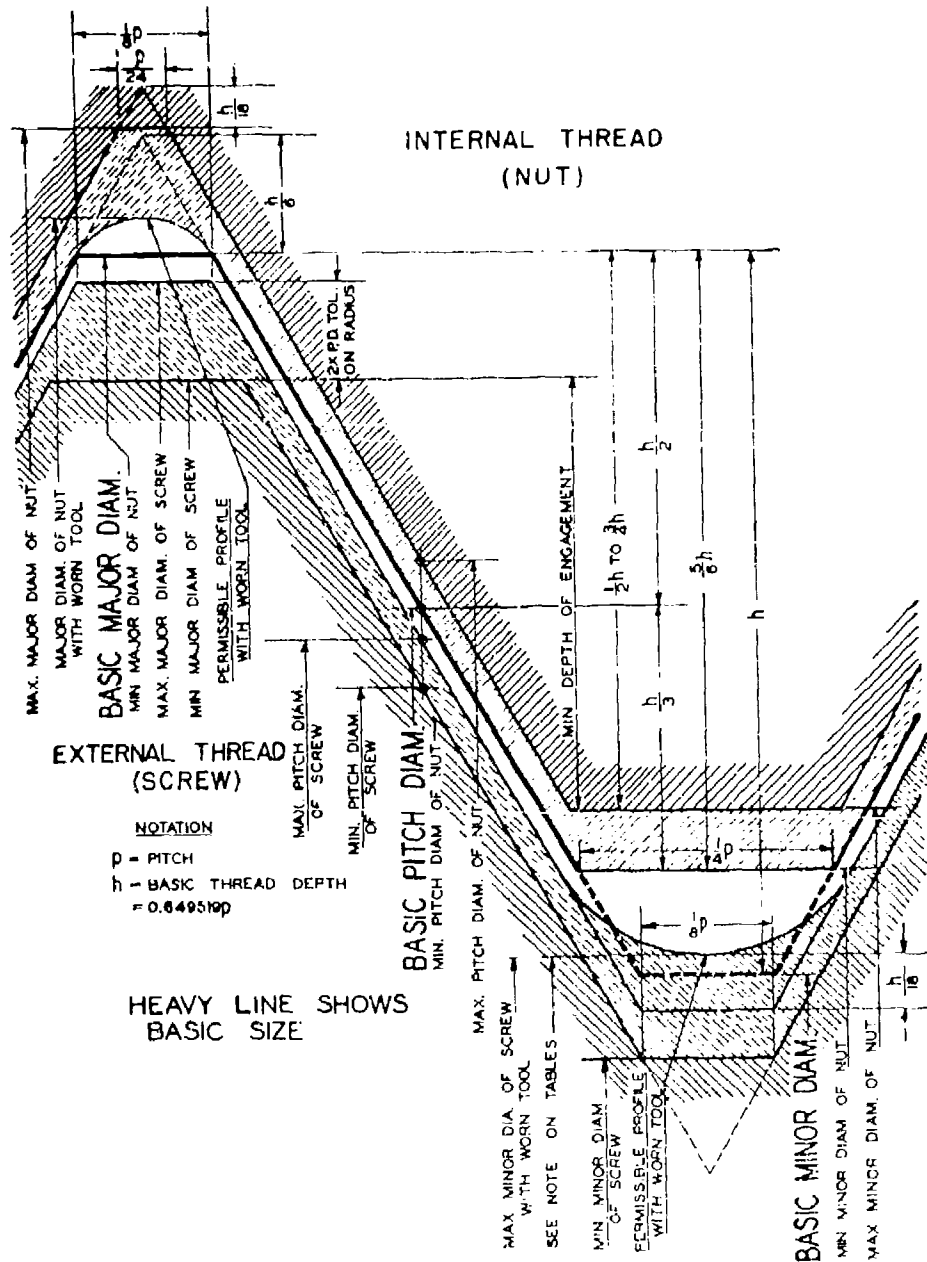 1/8 p
p/24
h/18
INTERNAL THREAD
(NUT)
h/6
2x P.D. TOL.
ON RADIUS
MAX. MAJOR DIAM OF NUT
MAJOR DIAM. OF NUT
WITH WORN TOOL
BASIC MAJOR DIAM.
MIN MAJOR DIAM OF NUT
MAX. MAJOR DIAM. OF SCREW
MIN MAJOR DIAM OF SCREW
PERMISSIBLE PROFILE
WITH WORN TOOL
EXTERNAL THREAD
(SCREW)
NOTATION
p = PITCH
h = BASIC THREAD DEPTH
= 0.649519p
HEAVY LINE SHOWS
BASIC SIZE
MAX. PITCH DIAM.
OF SCREW
MIN. PITCH DIAM.
OF SCREW
BASIC PITCH DIAM.
MIN. PITCH DIAM OF NUT
MAX. PITCH DIAM. OF NUT
MIN DEPTH OF ENGAGEMENT
1/2 h TO 3/4 h
h/2
h/3
5/6 h
h
1/4 p
1/8 p
h/18
MAX MINOR DIA. OF SCREW
WITH WORN TOOL
SEE NOTE ON TABLES
MIN MINOR DIAM
OF SCREW
PERMISSIBLE PROFILE
WITH WORN TOOL
BASIC MINOR DIAM.
MIN MINOR DIAM OF NUT
MAX MINOR DIAM. OF NUT